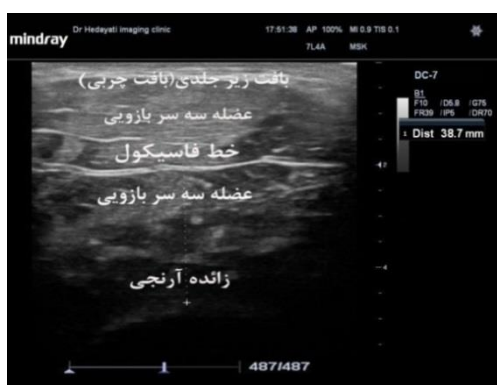 mindray
Dr Hedayati imaging clinic
17:51:36 AP 100% MI 0.9 TIS 0.1
7L4A MSK
DC-7
B1
F10 /D5.8 /G75
FR39 /IP5 /DR70
1 Dist 38.7 mm
بافت زیر جلدی(بافت چربی)
عضله سه سر بازویی
خط فاسیکول
عضله سه سر بازویی
زائده آرنجی
4
487/487